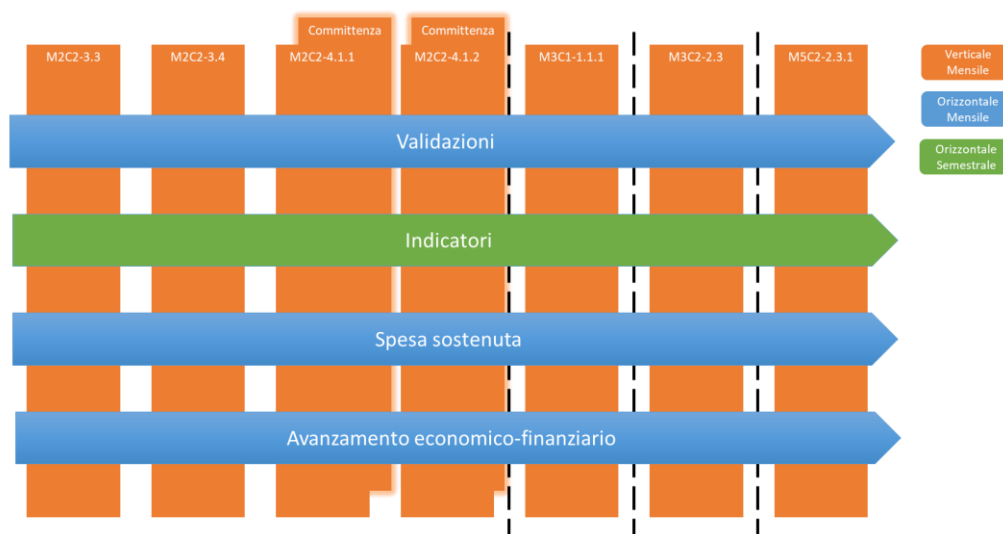 Committenza
Committenza
M2C2-3.3
M2C2-3.4
M2C2-4.1.1
M2C2-4.1.2
M3C1-1.1.1
M3C2-2.3
M5C2-2.3.1
Verticale
Mensile
Orizzontale
Mensile
Orizzontale
Semestrale
Validazioni
Indicatori
Spesa sostenuta
Avanzamento economico-finanziario